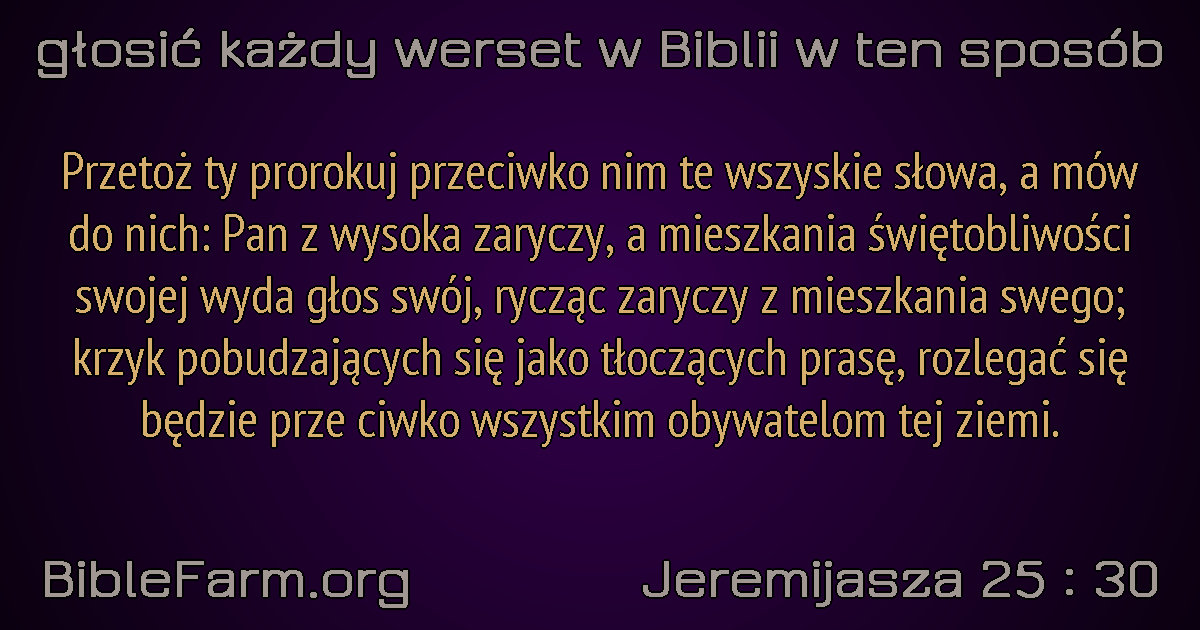 głosić każdy werset w Biblii w ten sposób
Przetoż ty prorokuj przeciwko nim te wszyskie słowa, a mów
do nich: Pan z wysoka zaryczy, a mieszkania świętobliwości
swojej wyda głos swój, rycząc zaryczy z mieszkania swego;
krzyk pobudzających się jako tłoczących prasę, rozlegać się
będzie prze ciwko wszystkim obywatelom tej ziemi.
BibleFarm.org
Jeremijasza 25 : 30